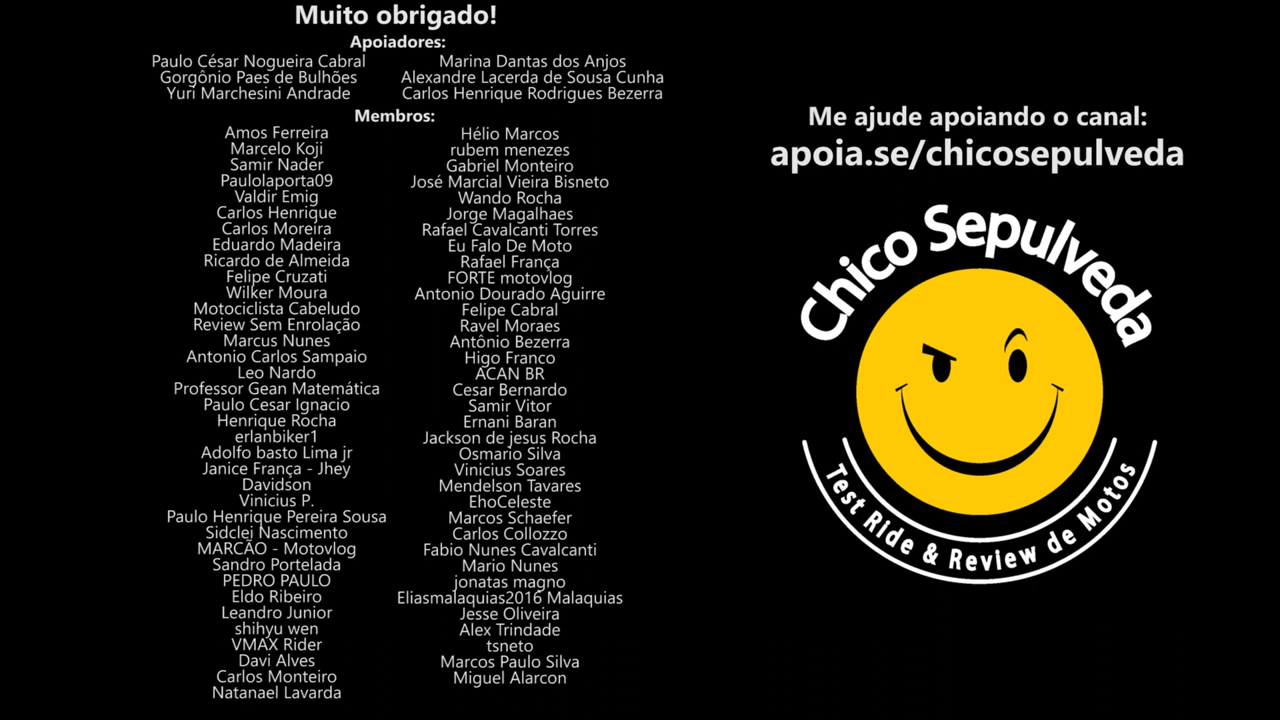 Muito obrigado!
Apoiadores:
Paulo César Nogueira Cabral
Gorgônio Paes de Bulhões
Yuri Marchesini Andrade
Marina Dantas dos Anjos
Alexandre Lacerda de Sousa Cunha
Carlos Henrique Rodrigues Bezerra
Membros:
Amos Ferreira
Marcelo Koji
Samir Nader
Paulolaporta09
Valdir Emig
Carlos Henrique
Carlos Moreira
Eduardo Madeira
Ricardo de Almeida
Felipe Cruzati
Wilker Moura
Motociclista Cabeludo
Review Sem Enrolação
Marcus Nunes
Antonio Carlos Sampaio
Leo Nardo
Professor Gean Matemática
Paulo Cesar Ignacio
Henrique Rocha
erlanbiker1
Adolfo basto Lima jr
Janice França - Jhey
Davidson
Vinicius P.
Paulo Henrique Pereira Sousa
Sidclei Nascimento
MARCÃO - Motovlog
Sandro Portelada
PEDRO PAULO
Eldo Ribeiro
Leandro Junior
shihyu wen
VMAX Rider
Davi Alves
Carlos Monteiro
Natanael Lavarda
Hélio Marcos
rubem menezes
Gabriel Monteiro
José Marcial Vieira Bisneto
Wando Rocha
Jorge Magalhaes
Rafael Cavalcanti Torres
Eu Falo De Moto
Rafael França
FORTE motovlog
Antonio Dourado Aguirre
Felipe Cabral
Ravel Moraes
Antônio Bezerra
Higo Franco
ACAN BR
Cesar Bernardo
Samir Vitor
Ernani Baran
Jackson de jesus Rocha
Osmario Silva
Vinicius Soares
Mendelson Tavares
EhoCeleste
Marcos Schaefer
Carlos Collozzo
Fabio Nunes Cavalcanti
Mario Nunes
jonatas magno
Eliasmalaquias2016 Malaquias
Jesse Oliveira
Alex Trindade
tsneto
Marcos Paulo Silva
Miguel Alarcon
Me ajude apoiando o canal:
apoia.se/chicosepulveda
Chico Sepulveda
Test Ride & Review de Motos